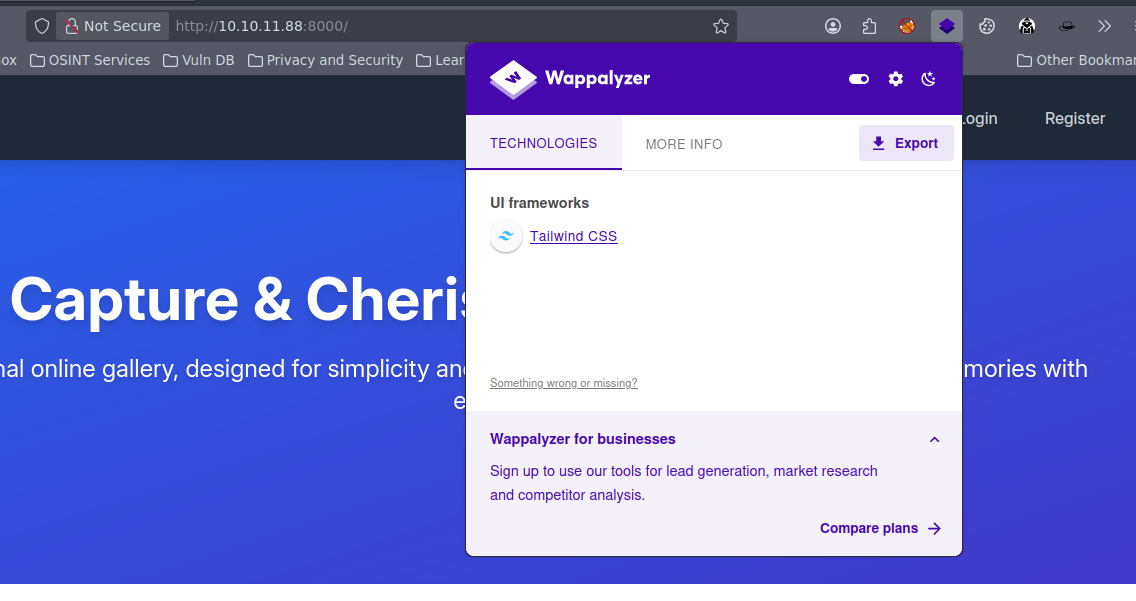 Not Secure http://10.10.11.88:8000/
ox OSINT Services Vuln DB Privacy and Security Lear Other Bookmar
Wappalyzer
Login Register
TECHNOLOGIES MORE INFO Export
UI frameworks
Tailwind CSS
Capture & Cheris
nal online gallery, designed for simplicity and mories with
e
Something wrong or missing?
Wappalyzer for businesses
Sign up to use our tools for lead generation, market research
and competitor analysis.
Compare plans